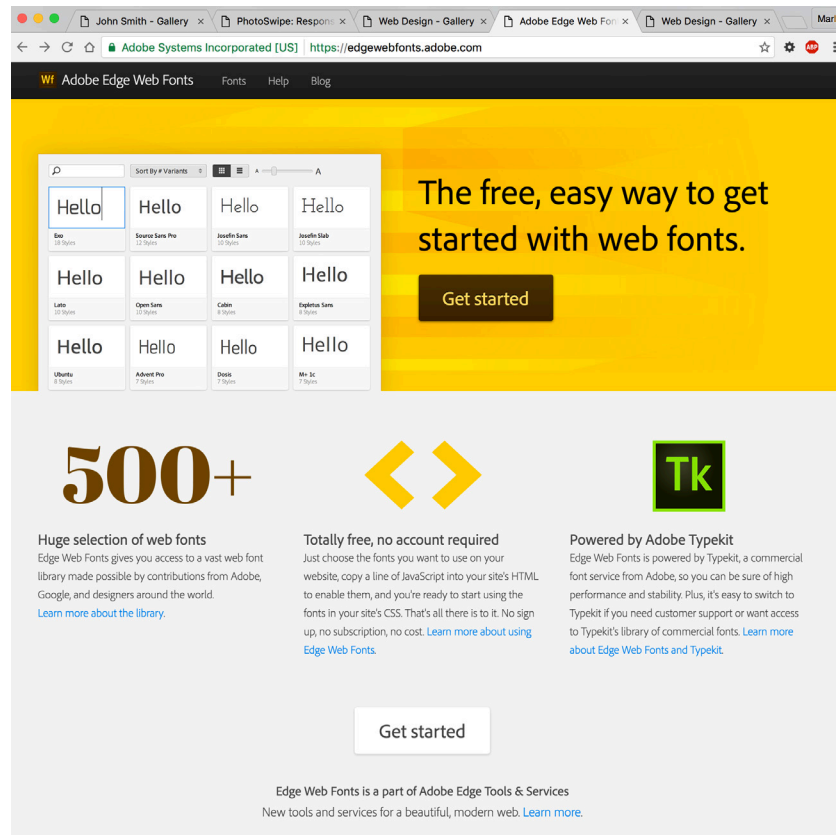 John Smith - Gallery
PhotoSwipe: Respons
Web Design - Gallery
Adobe Edge Web Fon
Web Design - Gallery
Mari
Adobe Systems Incorporated [US] https://edgewebfonts.adobe.com
ABP
Wf Adobe Edge Web Fonts Fonts Help Blog
Sort By # Variants A A
Hello Hello Hello Hello
Exo Source Sans Pro Josefin Sans Josefin Slab
18 Styles 12 Styles 10 Styles 10 Styles
Hello Hello Hello Hello
Lato Open Sans Cabin Expletus Sans
10 Styles 10 Styles 8 Styles 8 Styles
Hello Hello Hello Hello
Ubuntu Advent Pro Dosis M+ 1c
8 Styles 7 Styles 7 Styles 7 Styles
The free, easy way to get
started with web fonts.
Get started
500+
Huge selection of web fonts
Edge Web Fonts gives you access to a vast web font
library made possible by contributions from Adobe,
Google, and designers around the world.
Learn more about the library.
<>
Totally free, no account required
Just choose the fonts you want to use on your
website, copy a line of JavaScript into your site's HTML
to enable them, and you're ready to start using the
fonts in your site's CSS. That's all there is to it. No sign
up, no subscription, no cost. Learn more about using
Edge Web Fonts.
Tk
Powered by Adobe Typekit
Edge Web Fonts is powered by Typekit, a commercial
font service from Adobe, so you can be sure of high
performance and stability. Plus, it's easy to switch to
Typekit if you need customer support or want access
to Typekit's library of commercial fonts. Learn more
about Edge Web Fonts and Typekit.
Get started
Edge Web Fonts is a part of Adobe Edge Tools & Services
New tools and services for a beautiful, modern web. Learn more.